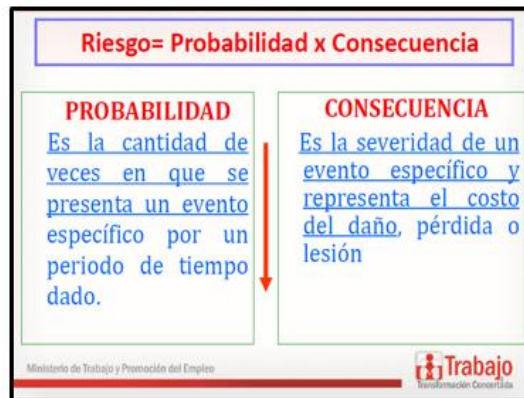 Riesgo= Probabilidad x Consecuencia
PROBABILIDAD
Es la cantidad de
veces en que se
presenta un evento
específico por un
periodo de tiempo
dado.
CONSECUENCIA
Es la severidad de un
evento específico y
representa el costo
del daño, pérdida o
lesión
Ministerio de Trabajo y Promoción del Empleo
Trabajo
Transformación Concertada